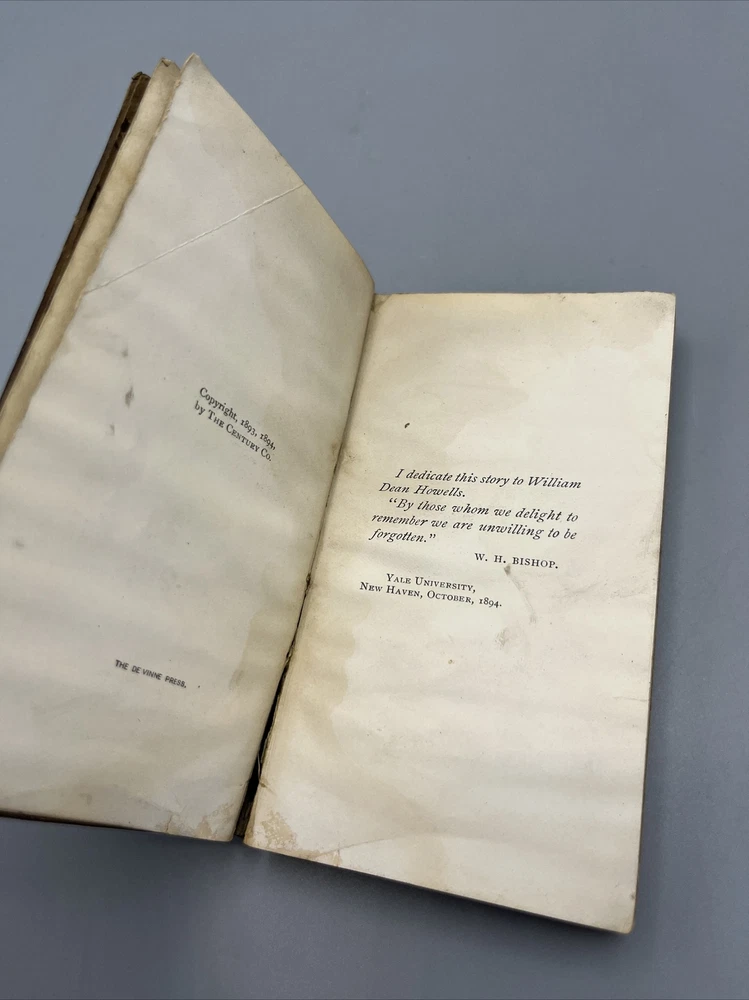 Copyright, 1893, 1894,
by THE CENTURY CO.
THE DE VINNE PRESS.
I dedicate this story to William
Dean Howells.
"By those whom we delight to
remember we are unwilling to be
forgotten."
W. H. BISHOP.
YALE UNIVERSITY,
NEW HAVEN, OCTOBER, 1894.